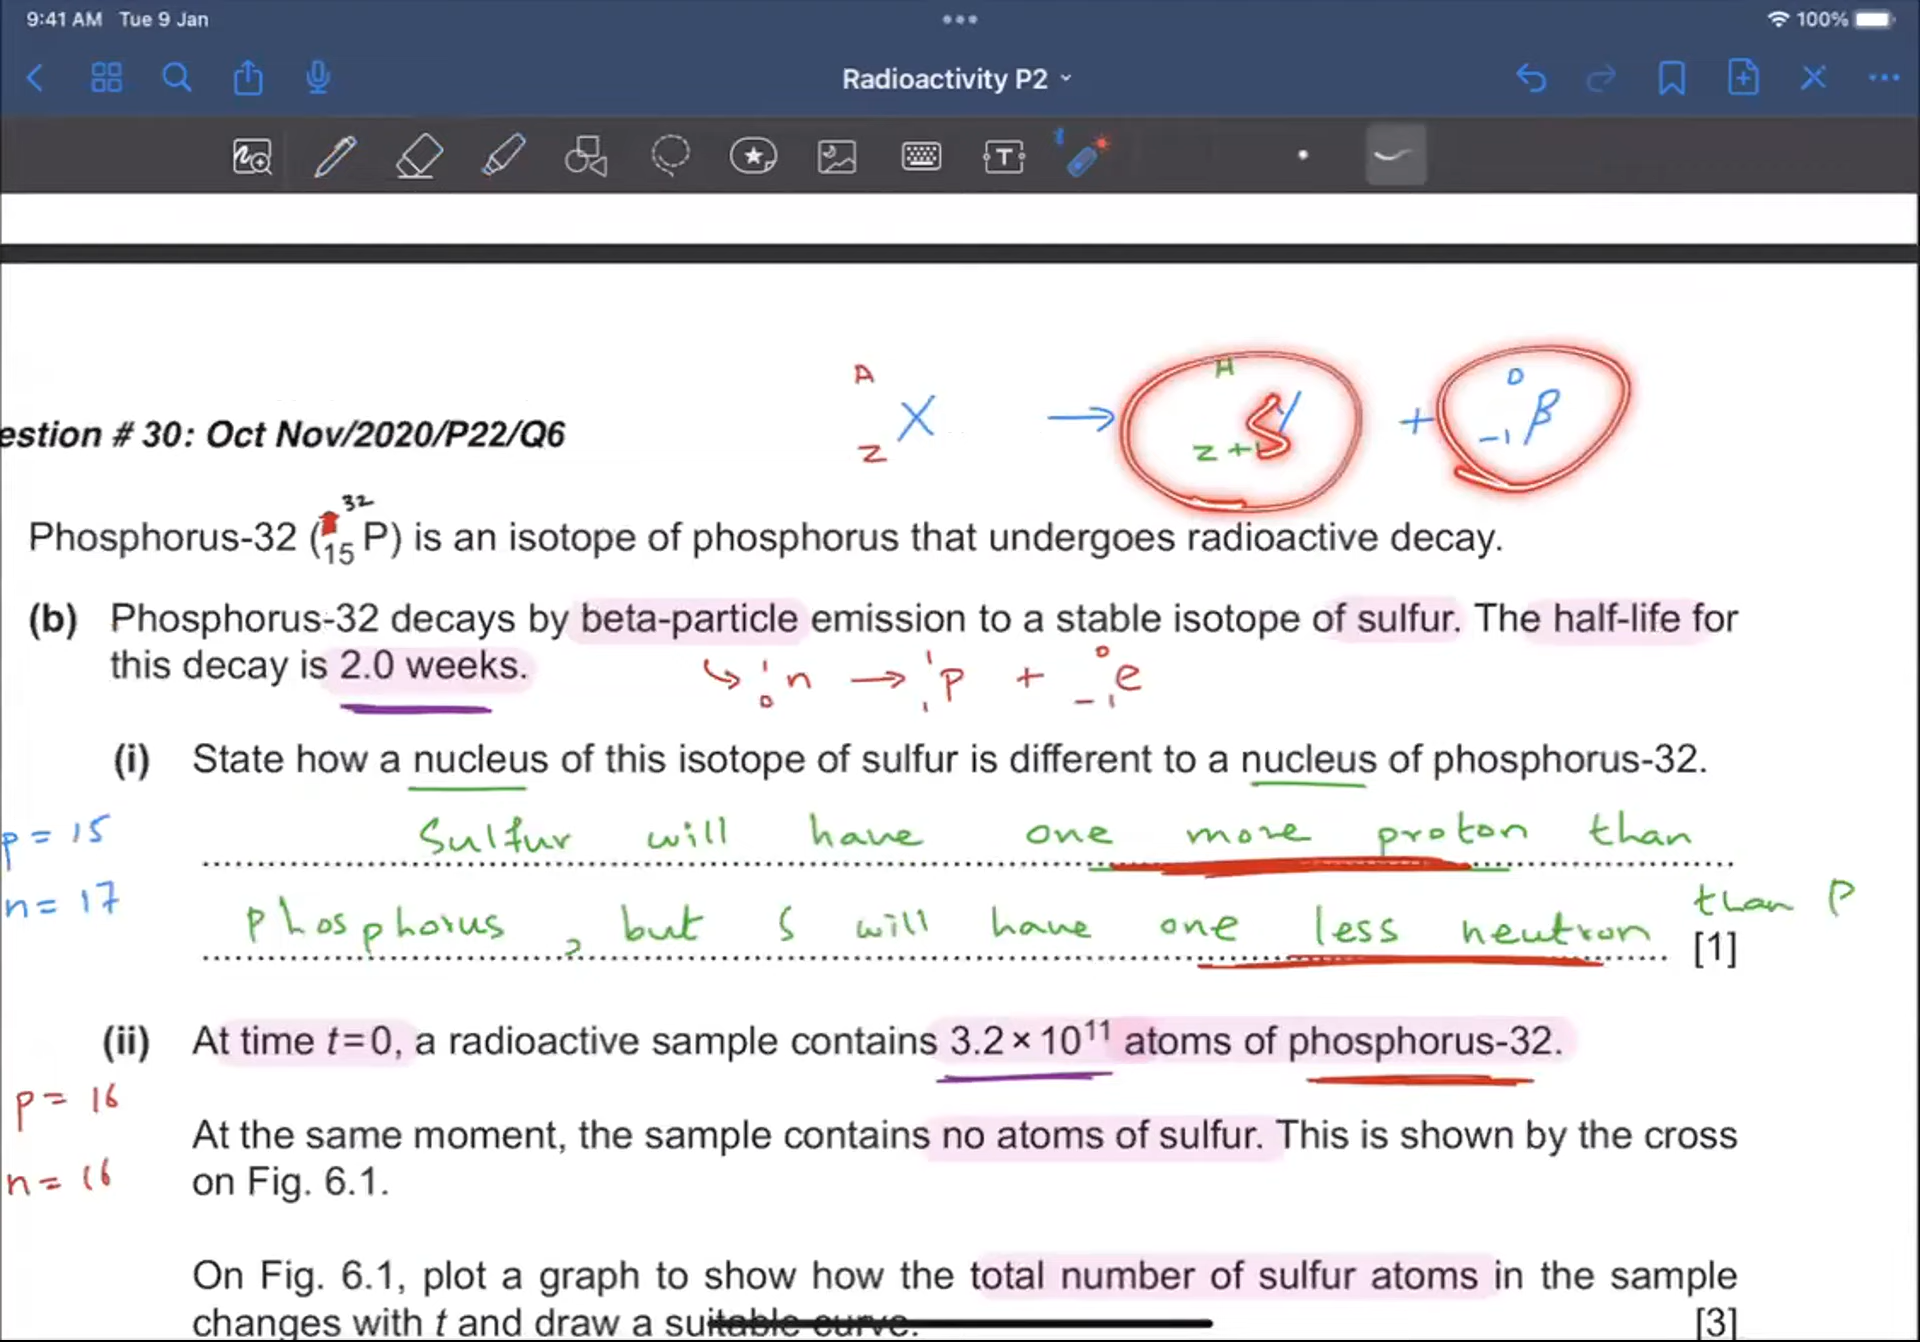 9:41 AM Tue 9 Jan
100%
Radioactivity P2
A
Z X → A
Z+1 Y S + 0
-1 β
estion # 30: Oct Nov/2020/P22/Q6
32
Phosphorus-32 (15 P) is an isotope of phosphorus that undergoes radioactive decay.
(b) Phosphorus-32 decays by beta-particle emission to a stable isotope of sulfur. The half-life for
this decay is 2.0 weeks.
↳ 1
0 n → 1
1 p + 0
-1 e
(i) State how a nucleus of this isotope of sulfur is different to a nucleus of phosphorus-32.
p = 15
Sulfur will have one more proton than
n = 17
phosphorus, but S will have one less neutron than P
[1]
(ii) At time t=0, a radioactive sample contains 3.2 × 10¹¹ atoms of phosphorus-32.
p = 16
At the same moment, the sample contains no atoms of sulfur. This is shown by the cross
n = 16
on Fig. 6.1.
On Fig. 6.1, plot a graph to show how the total number of sulfur atoms in the sample
changes with t and draw a suitable curve. [3]